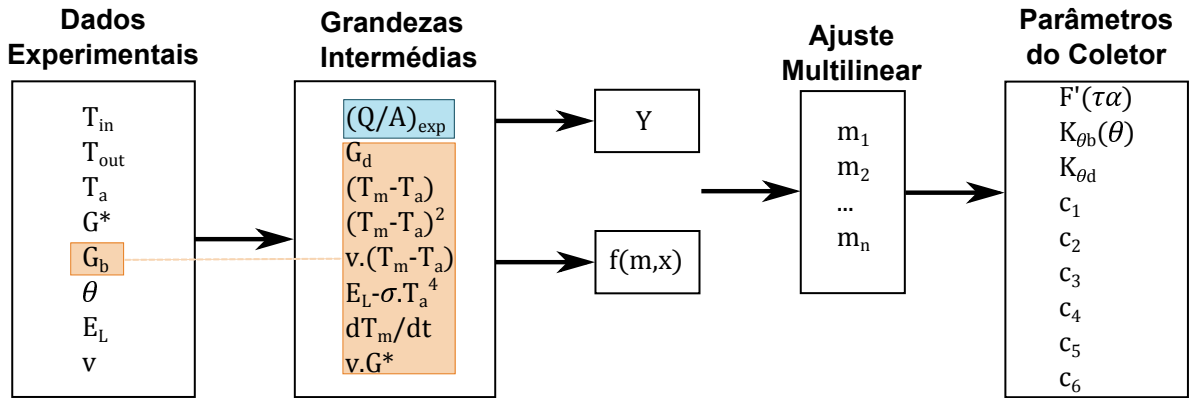 Dados
Experimentais
T_in
T_out
T_a
G*
G_b
θ
E_L
v
Grandezas
Intermédias
(Q/A)_exp
G_d
(T_m-T_a)
(T_m-T_a)²
v.(T_m-T_a)
E_L-σ.T_a⁴
dT_m/dt
v.G*
Y
f(m,x)
Ajuste
Multilinear
m_1
m_2
...
m_n
Parâmetros
do Coletor
F'(τα)
K_θb(θ)
K_θd
c_1
c_2
c_3
c_4
c_5
c_6